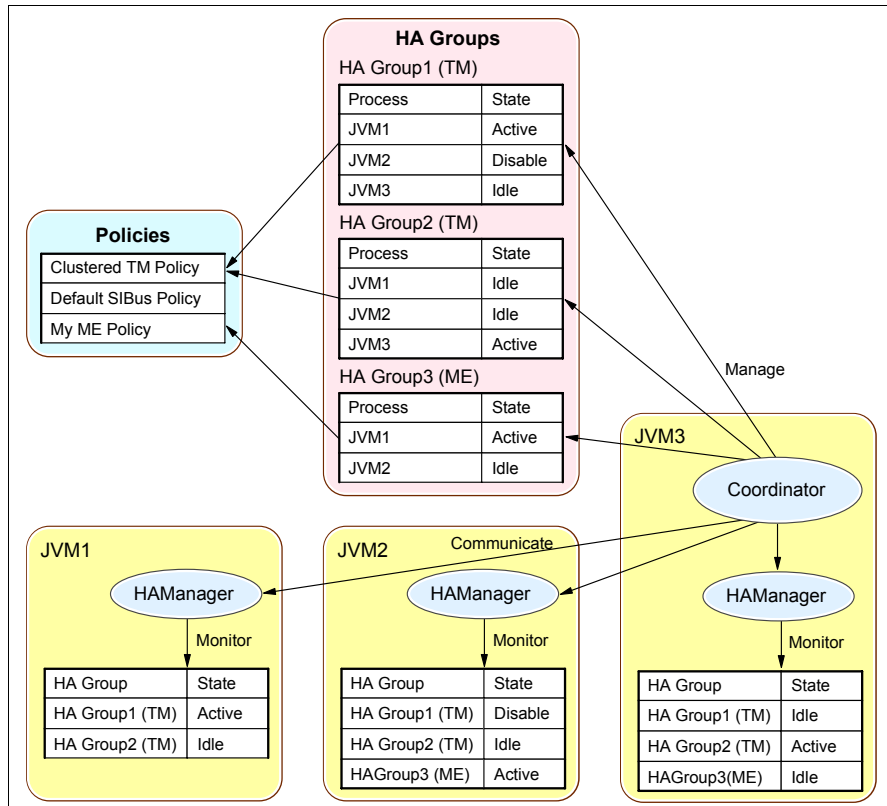 HA Groups
HA Group1 (TM)
Process State
JVM1 Active
JVM2 Disable
JVM3 Idle
HA Group2 (TM)
Process State
JVM1 Idle
JVM2 Idle
JVM3 Active
HA Group3 (ME)
Process State
JVM1 Active
JVM2 Idle
Policies
Clustered TM Policy
Default SIBus Policy
My ME Policy
Manage
JVM3
Coordinator
HAManager
Monitor
HA Group State
HA Group1 (TM) Idle
HA Group2 (TM) Active
HAGroup3(ME) Idle
JVM1
Communicate
HAManager
Monitor
HA Group State
HA Group1 (TM) Active
HA Group2 (TM) Idle
JVM2
HAManager
Monitor
HA Group State
HA Group1 (TM) Disable
HA Group2 (TM) Idle
HAGroup3 (ME) Active